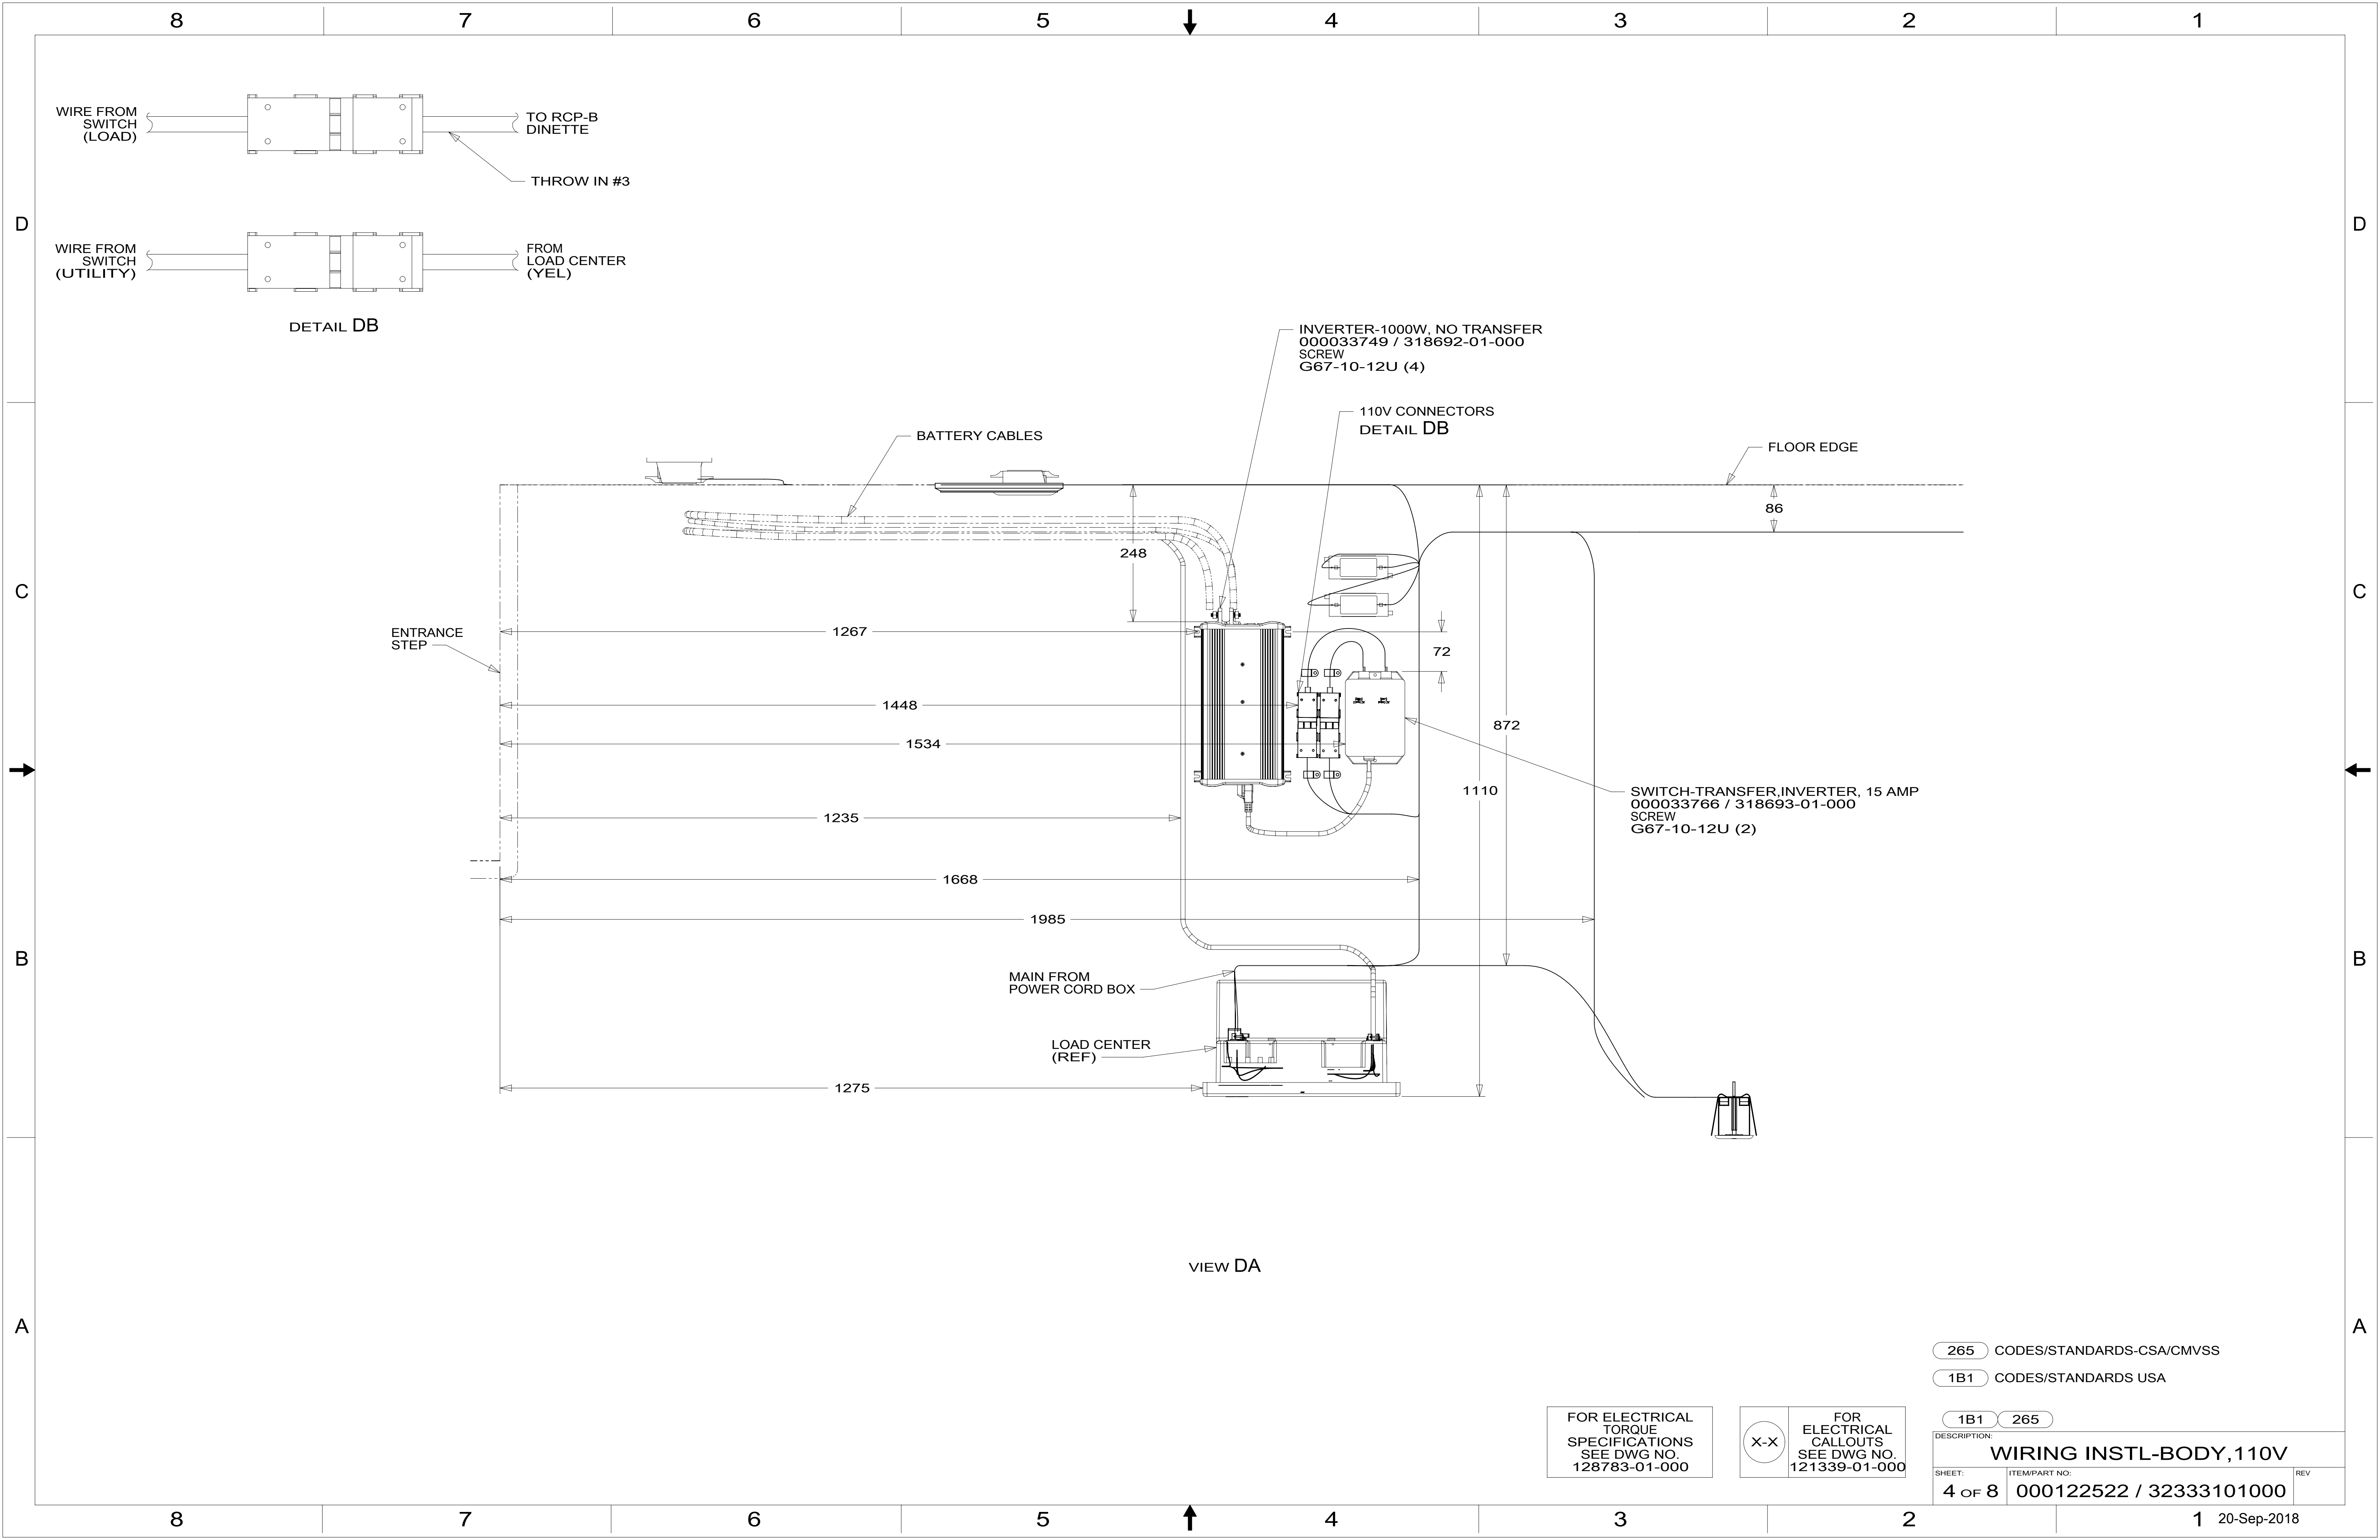 8 7 6 5 4 3 2 1
WIRE FROM
SWITCH
(LOAD)
TO RCP-B
DINETTE
THROW IN #3
D
D
WIRE FROM
SWITCH
(UTILITY)
FROM
LOAD CENTER
(YEL)
DETAIL DB
INVERTER-1000W, NO TRANSFER
000033749 / 318692-01-000
SCREW
G67-10-12U (4)
110V CONNECTORS
DETAIL DB
BATTERY CABLES
FLOOR EDGE
86
248
C
C
ENTRANCE
STEP
1267
72
1448
872
1534
1110
SWITCH-TRANSFER,INVERTER, 15 AMP
000033766 / 318693-01-000
SCREW
G67-10-12U (2)
1235
1668
1985
B
B
MAIN FROM
POWER CORD BOX
LOAD CENTER
(REF)
1275
VIEW DA
A
A
265 CODES/STANDARDS-CSA/CMVSS
1B1 CODES/STANDARDS USA
FOR ELECTRICAL
TORQUE
SPECIFICATIONS
SEE DWG NO.
128783-01-000
X-X
FOR
ELECTRICAL
CALLOUTS
SEE DWG NO.
121339-01-000
1B1 265
DESCRIPTION:
WIRING INSTL-BODY,110V
SHEET:
4 OF 8
ITEM/PART NO:
000122522 / 32333101000
REV
8 7 6 5 4 3 2 1
20-Sep-2018